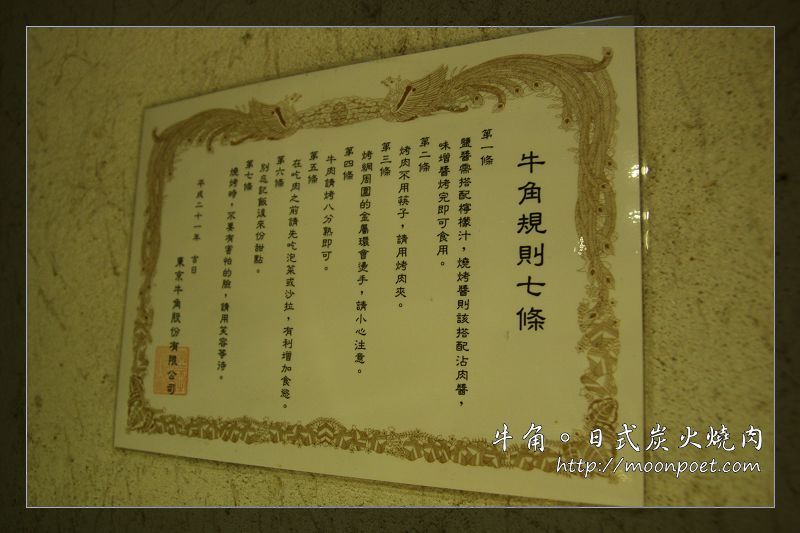 牛角規則七條
第一條
鹽醬需搭配檸檬汁，燒烤醬則該搭配沾肉醬，
味增醬烤完即可食用。
第二條
烤肉不用筷子，請用烤肉夾。
第三條
烤網周圍的金屬環會燙手，請小心注意。
第四條
牛肉請烤八分熟即可。
第五條
在吃肉之前請先吃泡菜或沙拉，有利增加食慾。
第六條
別忘記飯後來份甜點。
第七條
燒烤時，不要有害怕的臉，請用笑容等待。
平成二十一年 吉日
東京牛角股份有限公司
牛角。日式炭火燒肉
http://moonpoet.com